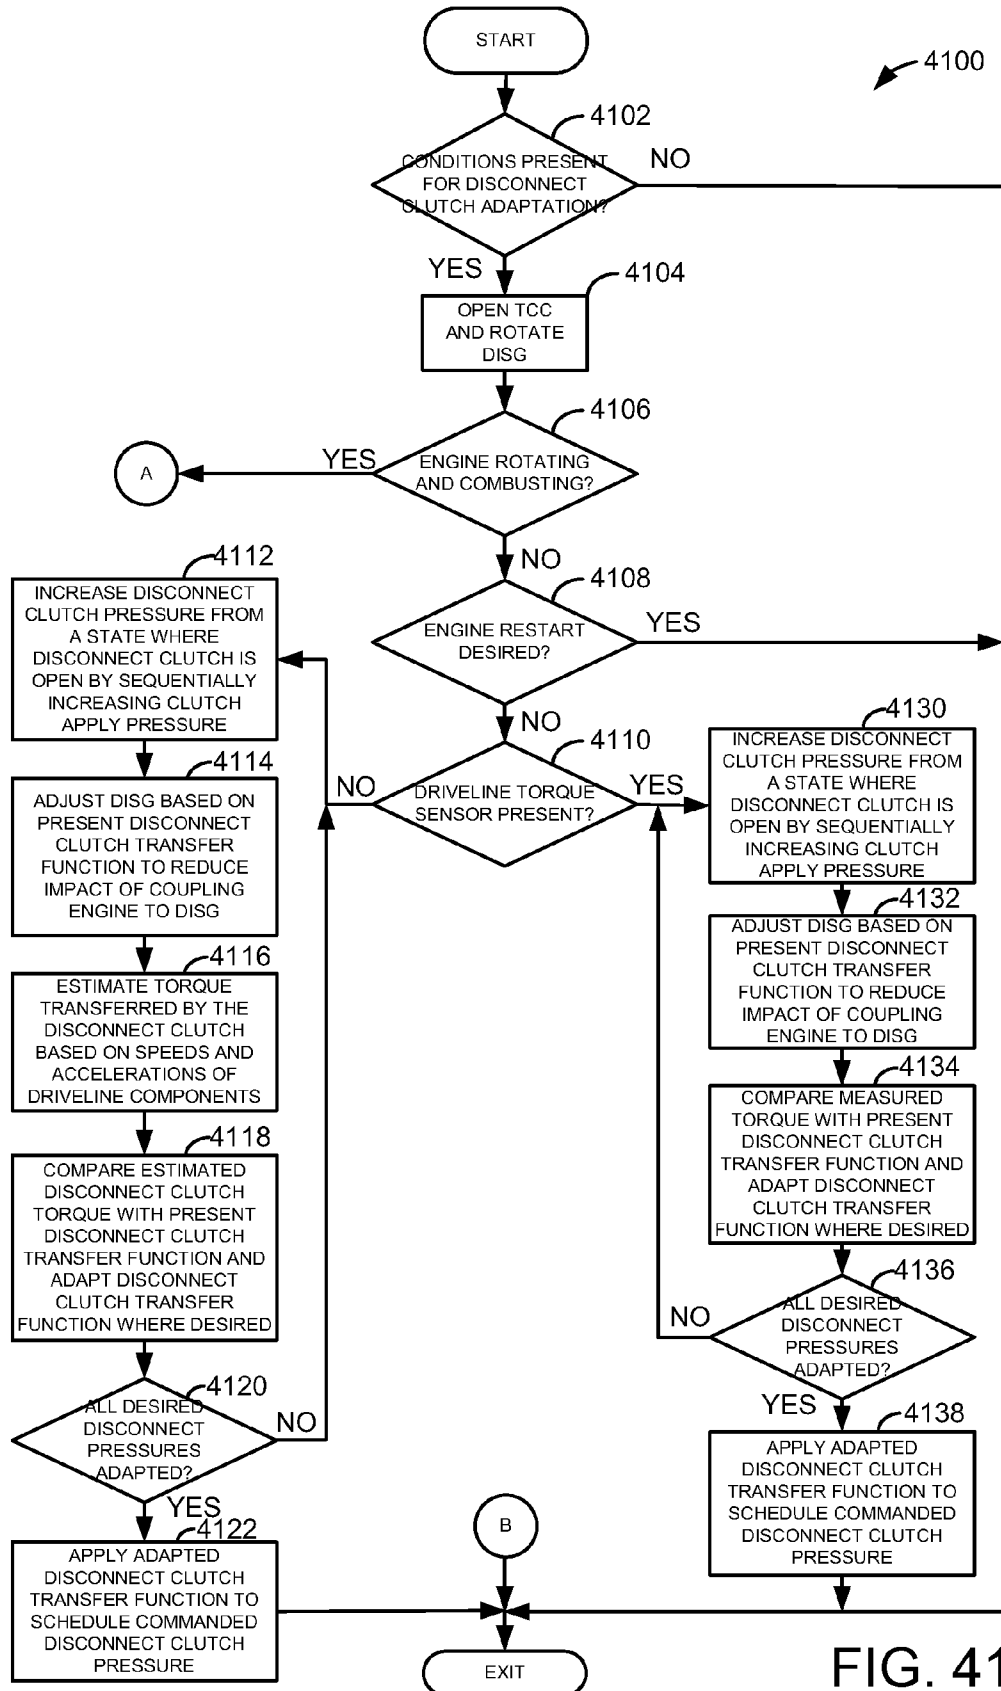 START
4100
4102
CONDITIONS PRESENT
FOR DISCONNECT
CLUTCH ADAPTATION?
NO
YES
4104
OPEN TCC
AND ROTATE
DISG
4106
ENGINE ROTATING
AND COMBUSTING?
YES
A
NO
4108
ENGINE RESTART
DESIRED?
YES
NO
4110
DRIVELINE TORQUE
SENSOR PRESENT?
NO
YES
4112
INCREASE DISCONNECT
CLUTCH PRESSURE FROM
A STATE WHERE
DISCONNECT CLUTCH IS
OPEN BY SEQUENTIALLY
INCREASING CLUTCH
APPLY PRESSURE
4114
ADJUST DISG BASED ON
PRESENT DISCONNECT
CLUTCH TRANSFER
FUNCTION TO REDUCE
IMPACT OF COUPLING
ENGINE TO DISG
4116
ESTIMATE TORQUE
TRANSFERRED BY THE
DISCONNECT CLUTCH
BASED ON SPEEDS AND
ACCELERATIONS OF
DRIVELINE COMPONENTS
4118
COMPARE ESTIMATED
DISCONNECT CLUTCH
TORQUE WITH PRESENT
DISCONNECT CLUTCH
TRANSFER FUNCTION AND
ADAPT DISCONNECT
CLUTCH TRANSFER
FUNCTION WHERE DESIRED
4120
ALL DESIRED
DISCONNECT
PRESSURES
ADAPTED?
NO
YES
4122
APPLY ADAPTED
DISCONNECT CLUTCH
TRANSFER FUNCTION TO
SCHEDULE COMMANDED
DISCONNECT CLUTCH
PRESSURE
4130
INCREASE DISCONNECT
CLUTCH PRESSURE FROM
A STATE WHERE
DISCONNECT CLUTCH IS
OPEN BY SEQUENTIALLY
INCREASING CLUTCH
APPLY PRESSURE
4132
ADJUST DISG BASED ON
PRESENT DISCONNECT
CLUTCH TRANSFER
FUNCTION TO REDUCE
IMPACT OF COUPLING
ENGINE TO DISG
4134
COMPARE MEASURED
TORQUE WITH PRESENT
DISCONNECT CLUTCH
TRANSFER FUNCTION AND
ADAPT DISCONNECT
CLUTCH TRANSFER
FUNCTION WHERE DESIRED
4136
ALL DESIRED
DISCONNECT
PRESSURES
ADAPTED?
NO
YES
4138
APPLY ADAPTED
DISCONNECT CLUTCH
TRANSFER FUNCTION TO
SCHEDULE COMMANDED
DISCONNECT CLUTCH
PRESSURE
B
EXIT
FIG. 41